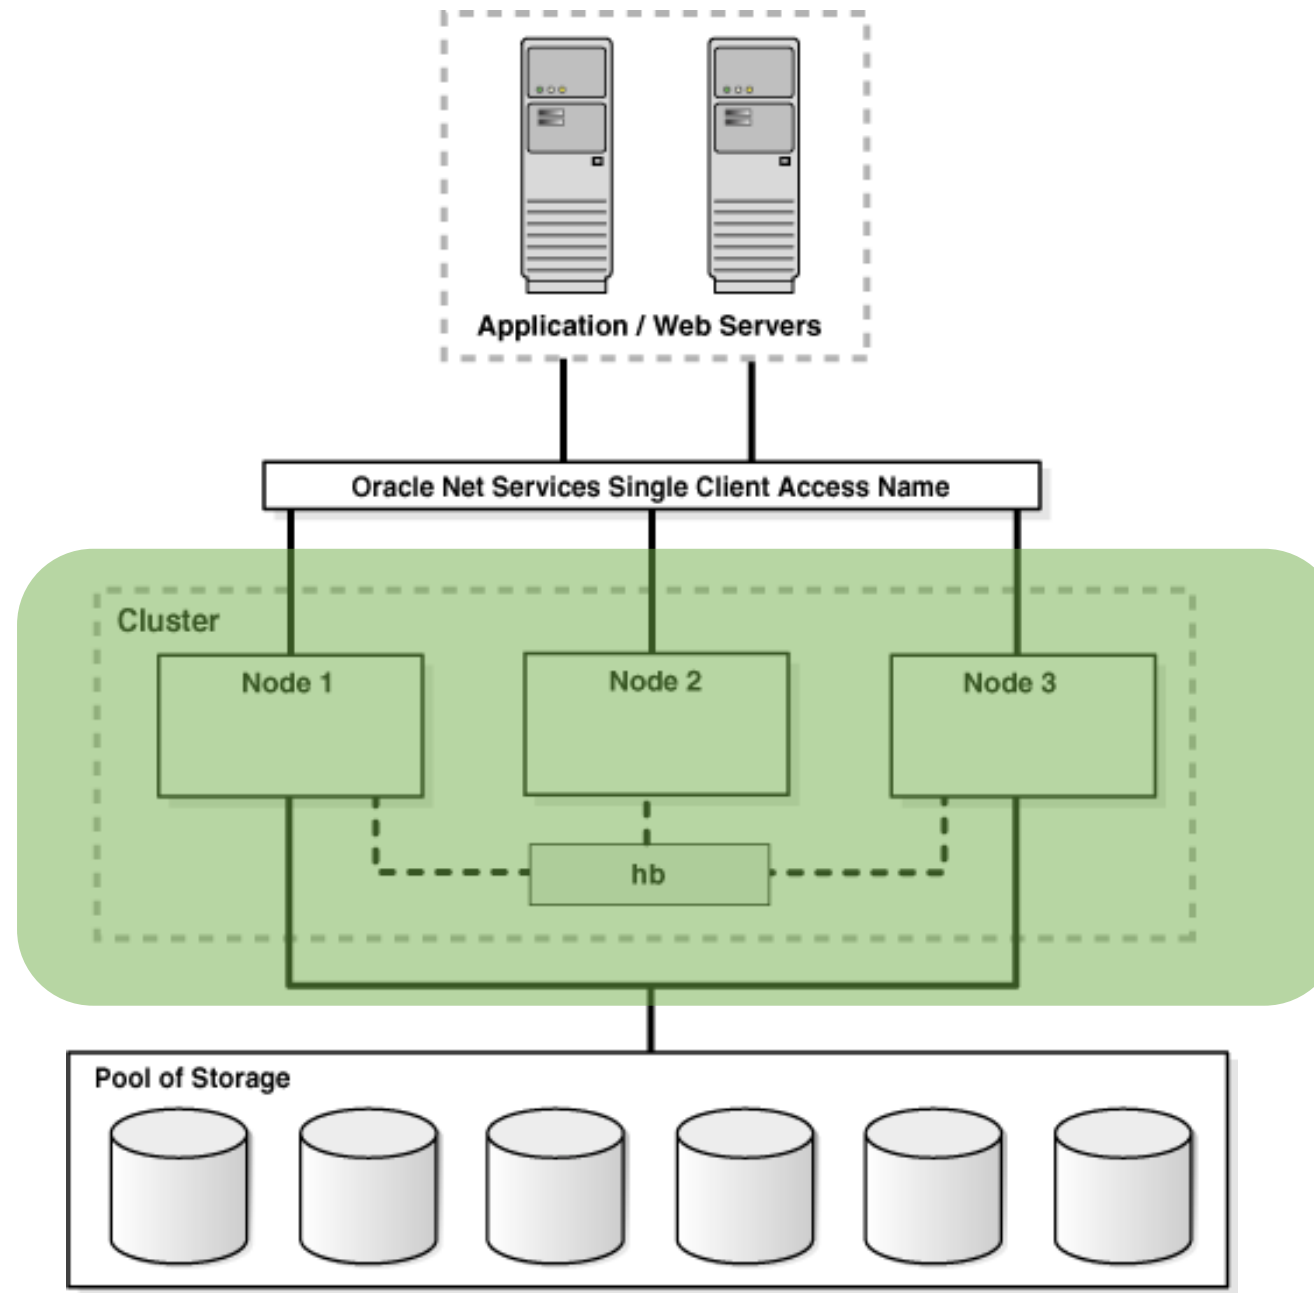 Application / Web Servers
Oracle Net Services Single Client Access Name
Cluster
Node 1
Node 2
Node 3
hb
Pool of Storage